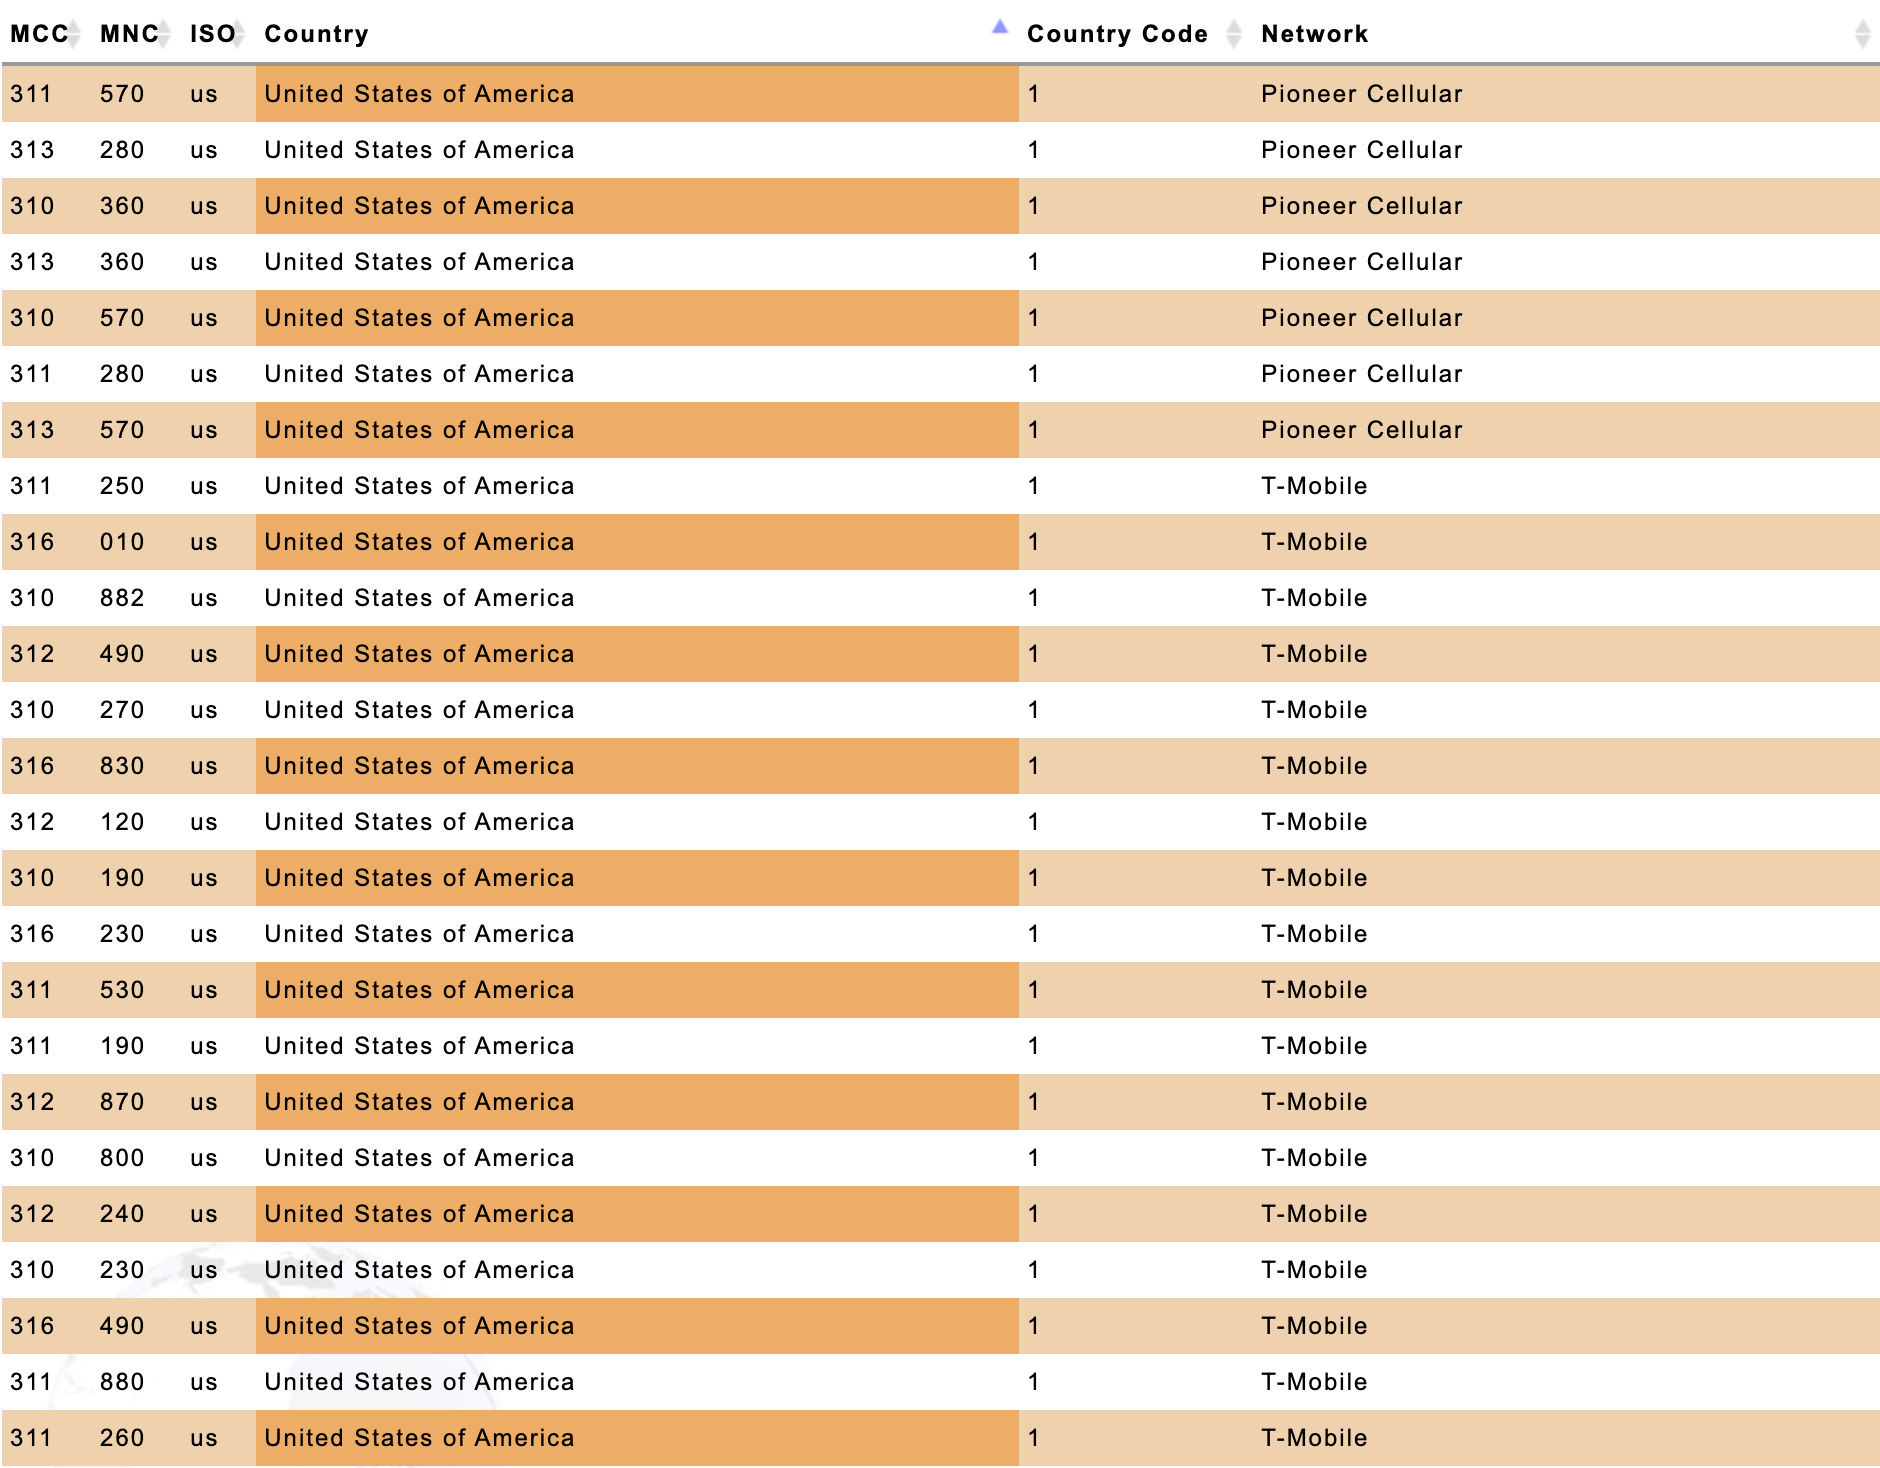 MCC MNC ISO Country Country Code Network
311 570 us United States of America 1 Pioneer Cellular
313 280 us United States of America 1 Pioneer Cellular
310 360 us United States of America 1 Pioneer Cellular
313 360 us United States of America 1 Pioneer Cellular
310 570 us United States of America 1 Pioneer Cellular
311 280 us United States of America 1 Pioneer Cellular
313 570 us United States of America 1 Pioneer Cellular
311 250 us United States of America 1 T-Mobile
316 010 us United States of America 1 T-Mobile
310 882 us United States of America 1 T-Mobile
312 490 us United States of America 1 T-Mobile
310 270 us United States of America 1 T-Mobile
316 830 us United States of America 1 T-Mobile
312 120 us United States of America 1 T-Mobile
310 190 us United States of America 1 T-Mobile
316 230 us United States of America 1 T-Mobile
311 530 us United States of America 1 T-Mobile
311 190 us United States of America 1 T-Mobile
312 870 us United States of America 1 T-Mobile
310 800 us United States of America 1 T-Mobile
312 240 us United States of America 1 T-Mobile
310 230 us United States of America 1 T-Mobile
316 490 us United States of America 1 T-Mobile
311 880 us United States of America 1 T-Mobile
311 260 us United States of America 1 T-Mobile